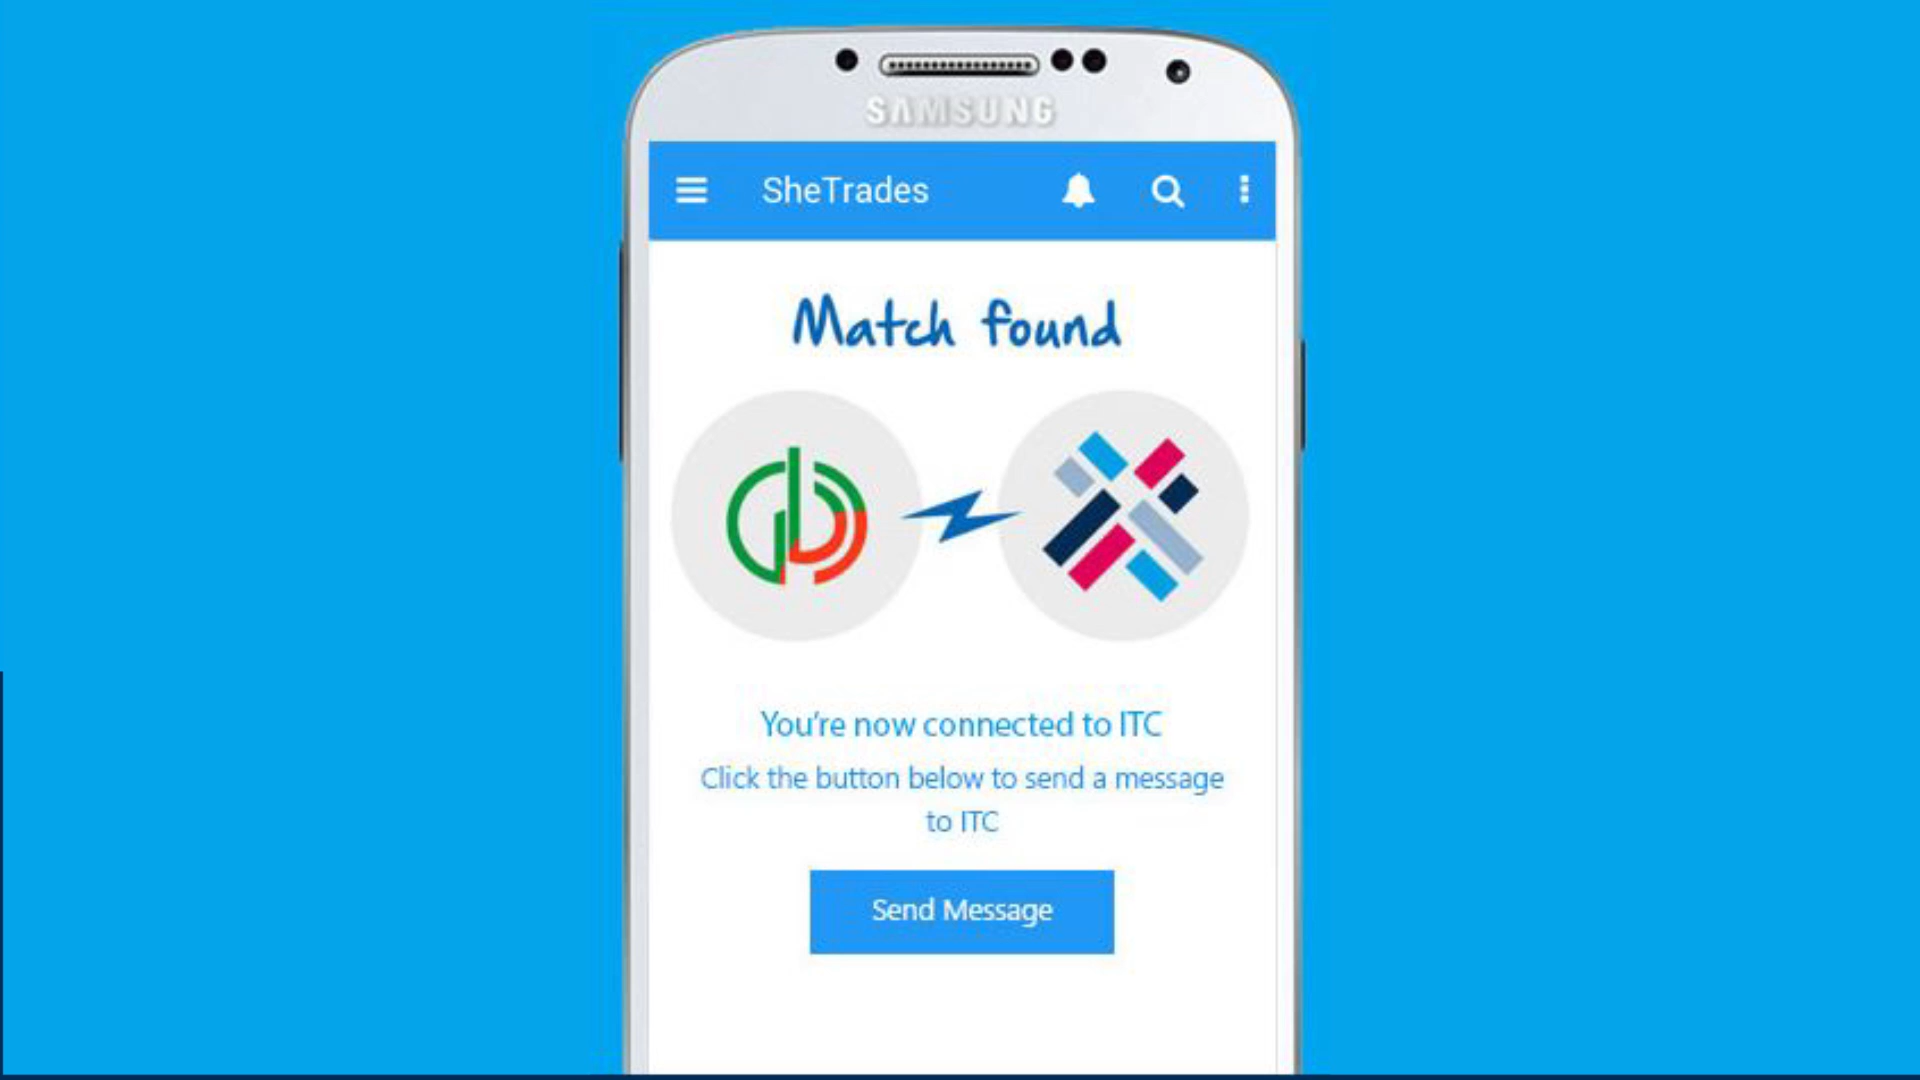 SAMSUNG
SheTrades
Match found
You're now connected to ITC
Click the button below to send a message
to ITC
Send Message